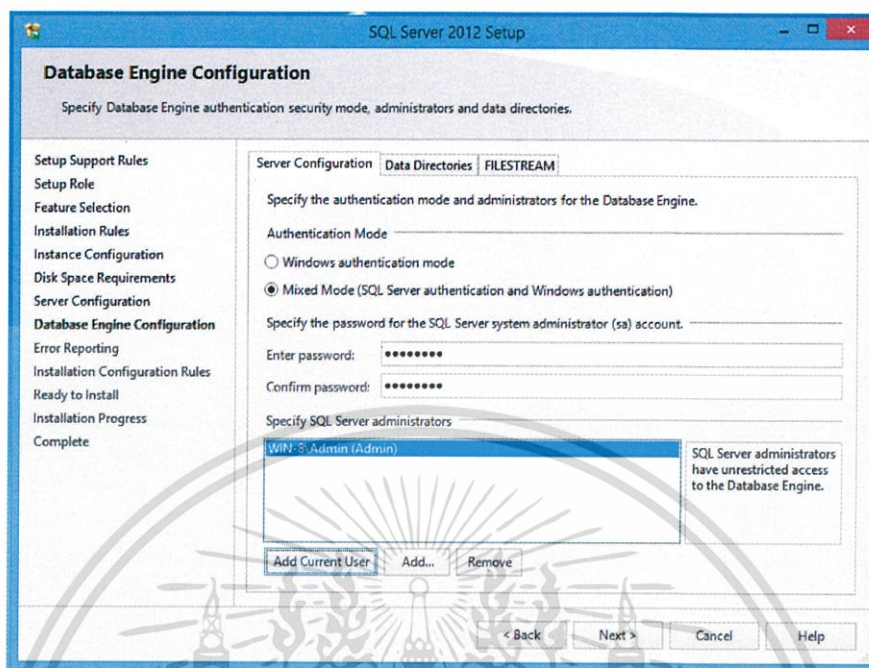 SQL Server 2012 Setup
Database Engine Configuration
Specify Database Engine authentication security mode, administrators and data directories.
Setup Support Rules
Setup Role
Feature Selection
Installation Rules
Instance Configuration
Disk Space Requirements
Server Configuration
Database Engine Configuration
Error Reporting
Installation Configuration Rules
Ready to Install
Installation Progress
Complete
Server Configuration
Data Directories
FILESTREAM
Specify the authentication mode and administrators for the Database Engine.
Authentication Mode
Windows authentication mode
Mixed Mode (SQL Server authentication and Windows authentication)
Specify the password for the SQL Server system administrator (sa) account.
Enter password: ●●●●●●●●
Confirm password: ●●●●●●●●
Specify SQL Server administrators
WIN-8\Admin (Admin)
SQL Server administrators
have unrestricted access
to the Database Engine.
Add Current User
Add...
Remove
< Back
Next >
Cancel
Help